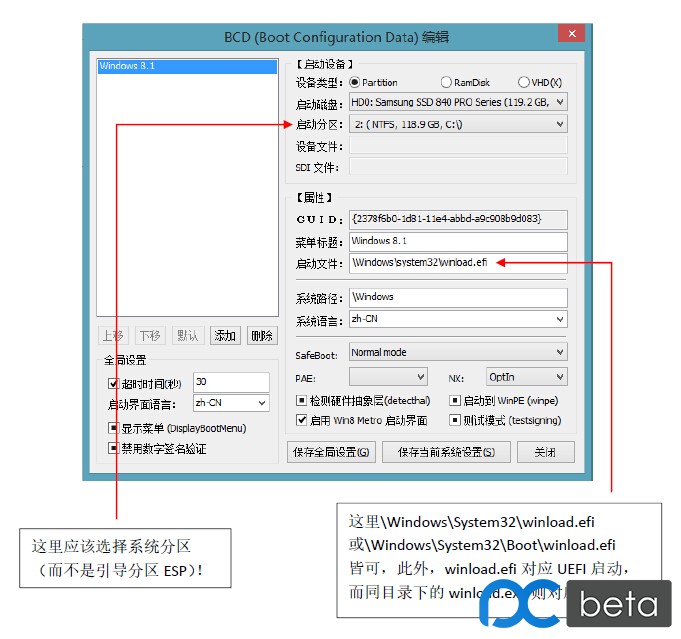 BCD (Boot Configuration Data) 编辑
Windows 8.1
【启动设备】
设备类型： Partition RamDisk VHD(X)
启动磁盘： HD0: Samsung SSD 840 PRO Series (119.2 GB,
启动分区： 2: ( NTFS, 118.9 GB, C:\)
设备文件：
SDI 文件：
【属性】
GUID： {2378f6b0-1d81-11e4-abbd-a9c908b9d083}
菜单标题： Windows 8.1
启动文件： \Windows\system32\winload.efi
系统路径： \Windows
系统语言： zh-CN
上移 下移 默认 添加 删除
SafeBoot: Normal mode
PAE: NX: OptIn
检测硬件抽象层(detecthal) 启动到 WinPE (winpe)
启用 Win8 Metro 启动界面 测试模式 (testsigning)
全局设置
超时时间(秒) 30
启动界面语言： zh-CN
显示菜单 (DisplayBootMenu)
禁用数字签名验证
保存全局设置(G) 保存当前系统设置(S) 关闭
这里应该选择系统分区
（而不是引导分区 ESP）！
这里\Windows\System32\winload.efi
或\Windows\System32\Boot\winload.efi
皆可，此外，winload.efi 对应 UEFI 启动，
而同目录下的 winload.ex 则对
pcbeta